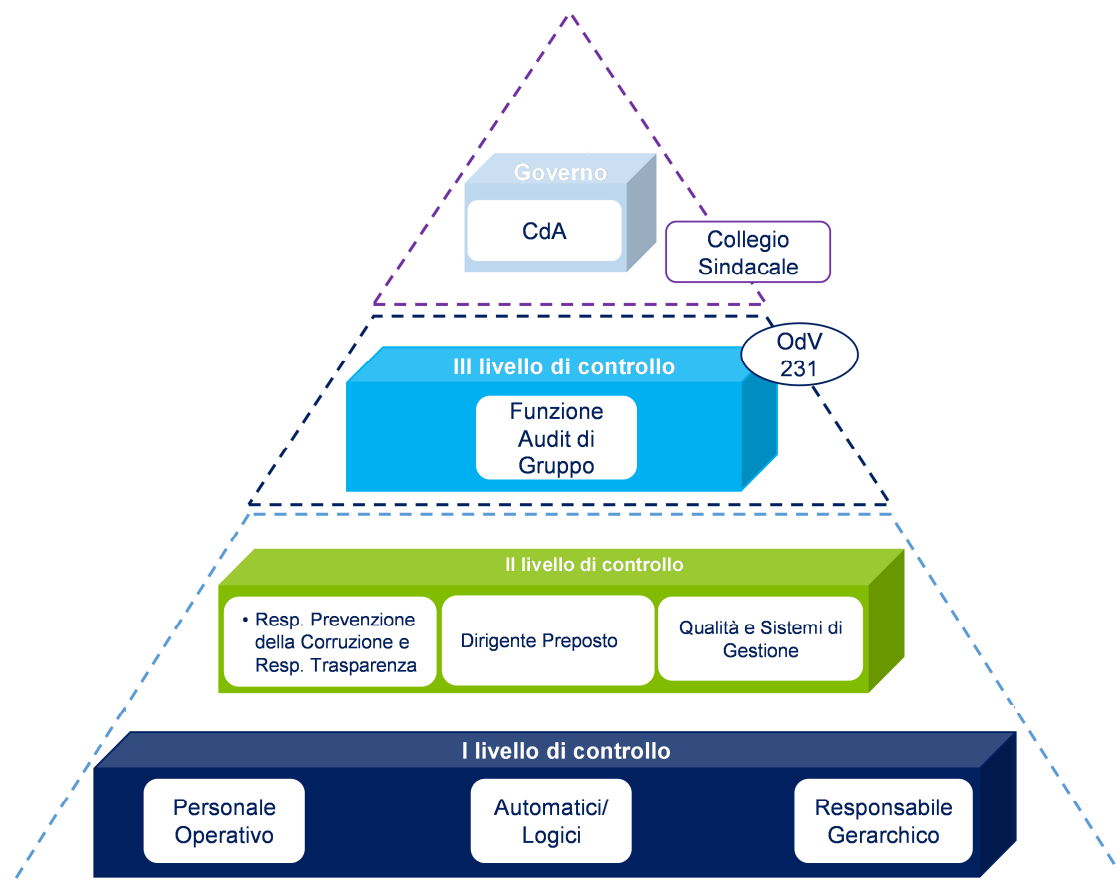 Governo
CdA
Collegio
Sindacale
OdV
231
III livello di controllo
Funzione
Audit di
Gruppo
II livello di controllo
• Resp. Prevenzione
della Corruzione e
Resp. Trasparenza
Dirigente Preposto
Qualità e Sistemi di
Gestione
I livello di controllo
Personale
Operativo
Automatici/
Logici
Responsabile
Gerarchico